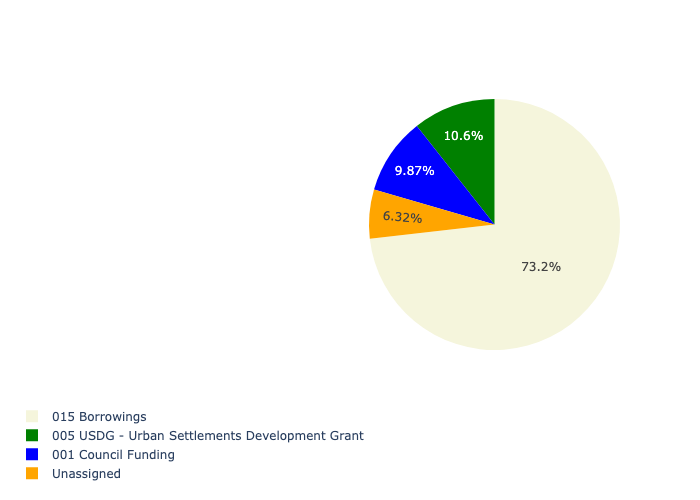 10.6%
9.87%
6.32%
73.2%
015 Borrowings
005 USDG - Urban Settlements Development Grant
001 Council Funding
Unassigned